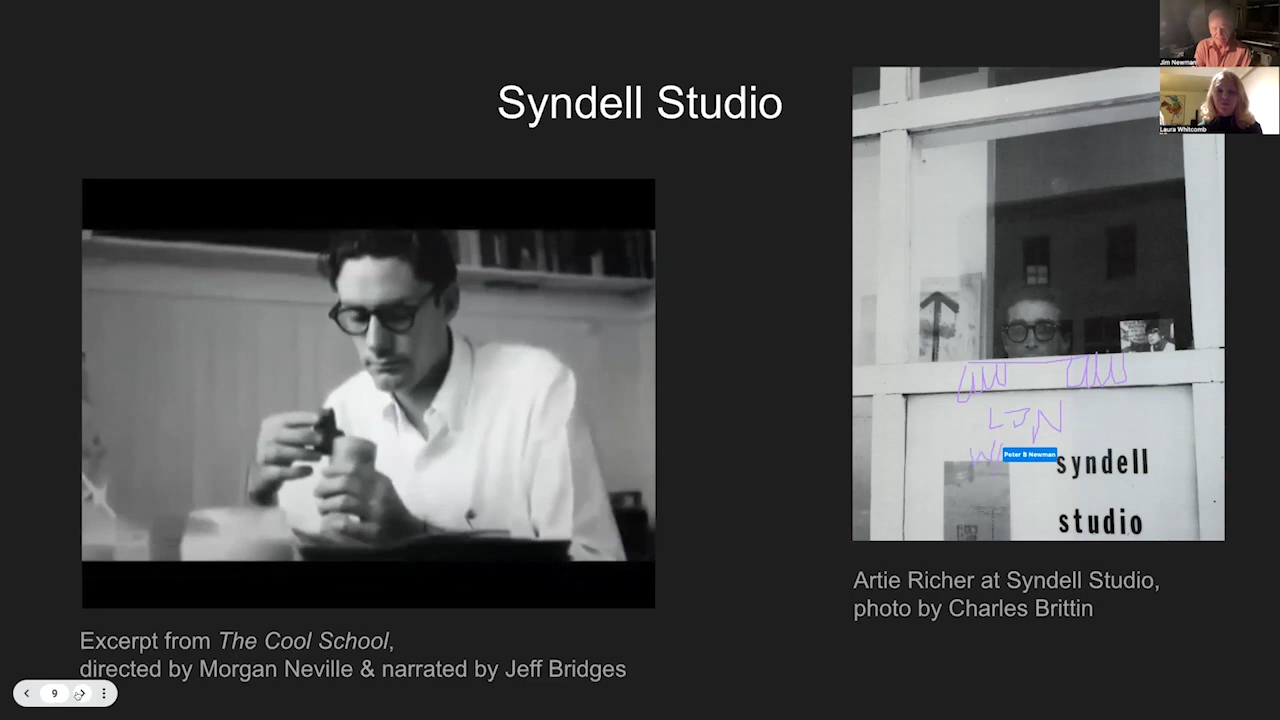 Syndell Studio
Jim Newman
Laura Whitcomb
Peter B Newman
syndell
studio
Artie Richer at Syndell Studio,
photo by Charles Brittin
Excerpt from The Cool School,
directed by Morgan Neville & narrated by Jeff Bridges
9